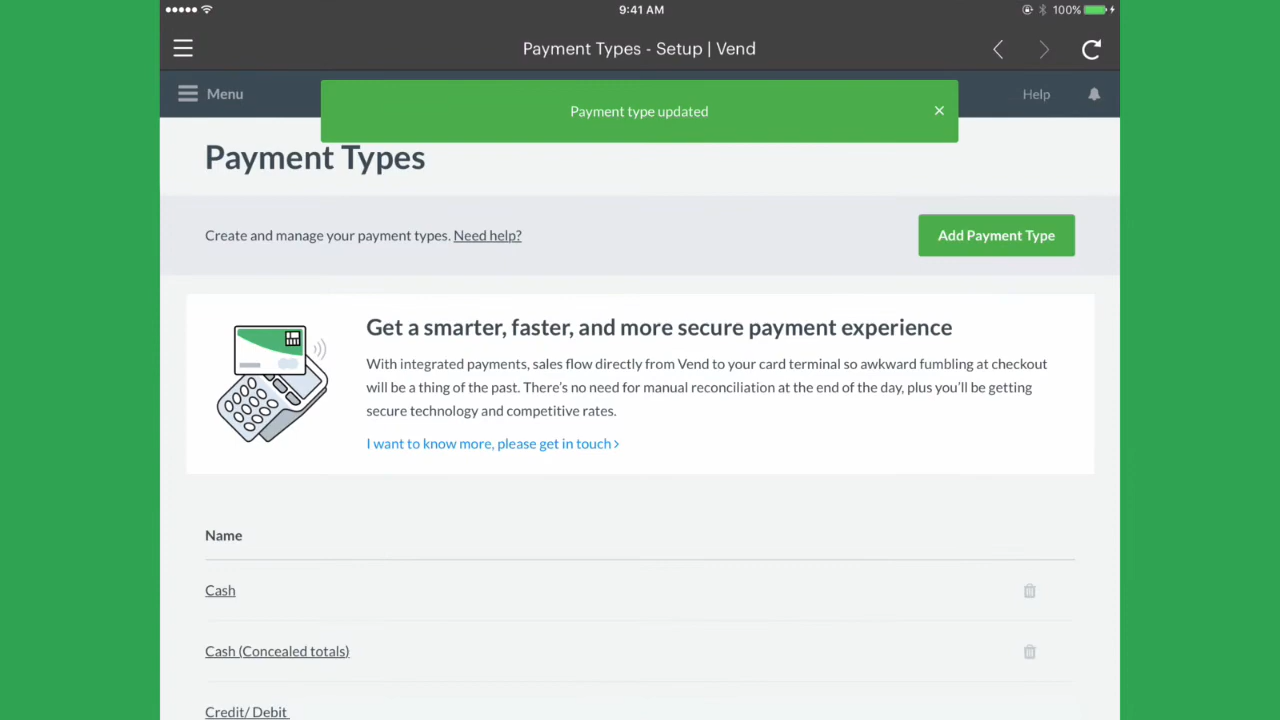 9:41 AM
100%
Payment Types - Setup | Vend
Menu
Payment type updated
×
Help
Payment Types
Create and manage your payment types. Need help?
Add Payment Type
Get a smarter, faster, and more secure payment experience
With integrated payments, sales flow directly from Vend to your card terminal so awkward fumbling at checkout
will be a thing of the past. There's no need for manual reconciliation at the end of the day, plus you'll be getting
secure technology and competitive rates.
I want to know more, please get in touch ›
Name
Cash
Cash (Concealed totals)
Credit/ Debit